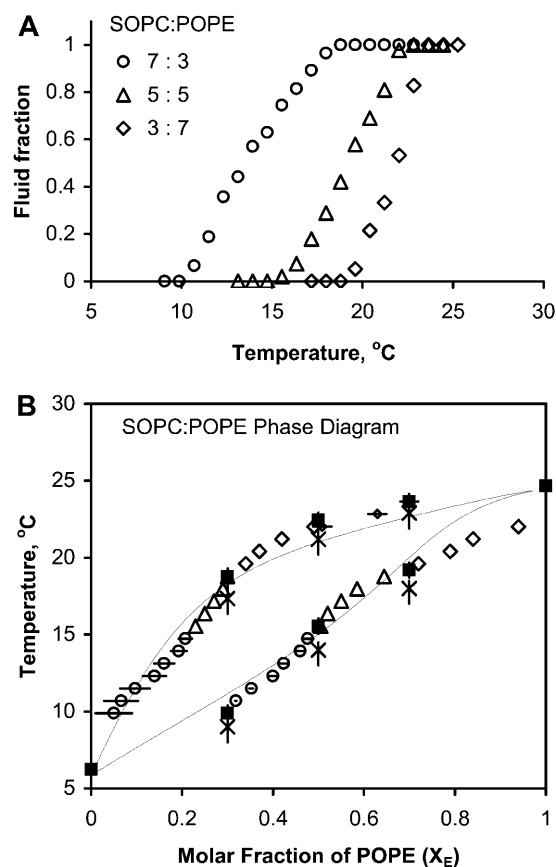 A
SOPC:POPE
7 : 3
5 : 5
3 : 7
1
0.8
0.6
0.4
0.2
0
Fluid fraction
5 10 15 20 25 30
Temperature, °C
B
SOPC:POPE Phase Diagram
30
25
20
15
10
5
Temperature, °C
0 0.2 0.4 0.6 0.8 1
Molar Fraction of POPE (X_E)